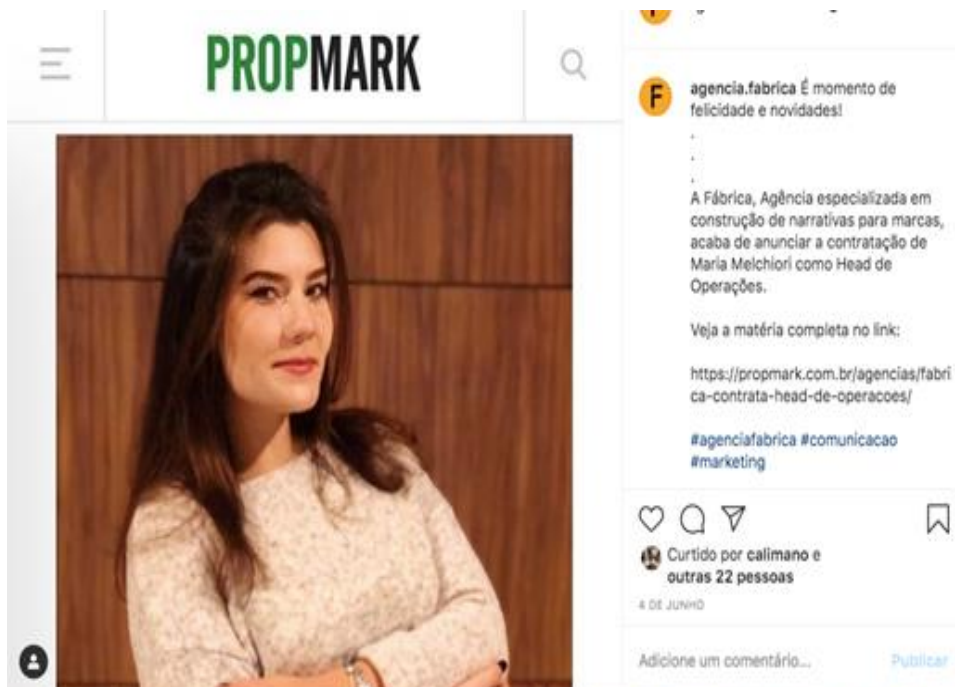 PROPMARK
agencia.fabrica É momento de
felicidade e novidades!
.
.
.
A Fábrica, Agência especializada em
construção de narrativas para marcas,
acaba de anunciar a contratação de
Maria Melchiori como Head de
Operações.
Veja a matéria completa no link:
https://propmark.com.br/agencias/fabri
ca-contrata-head-de-operacoes/
#agenciafabrica #comunicacao
#marketing
Curtido por calimano e
outras 22 pessoas
4 DE JUNHO
Adicione um comentário... Publicar